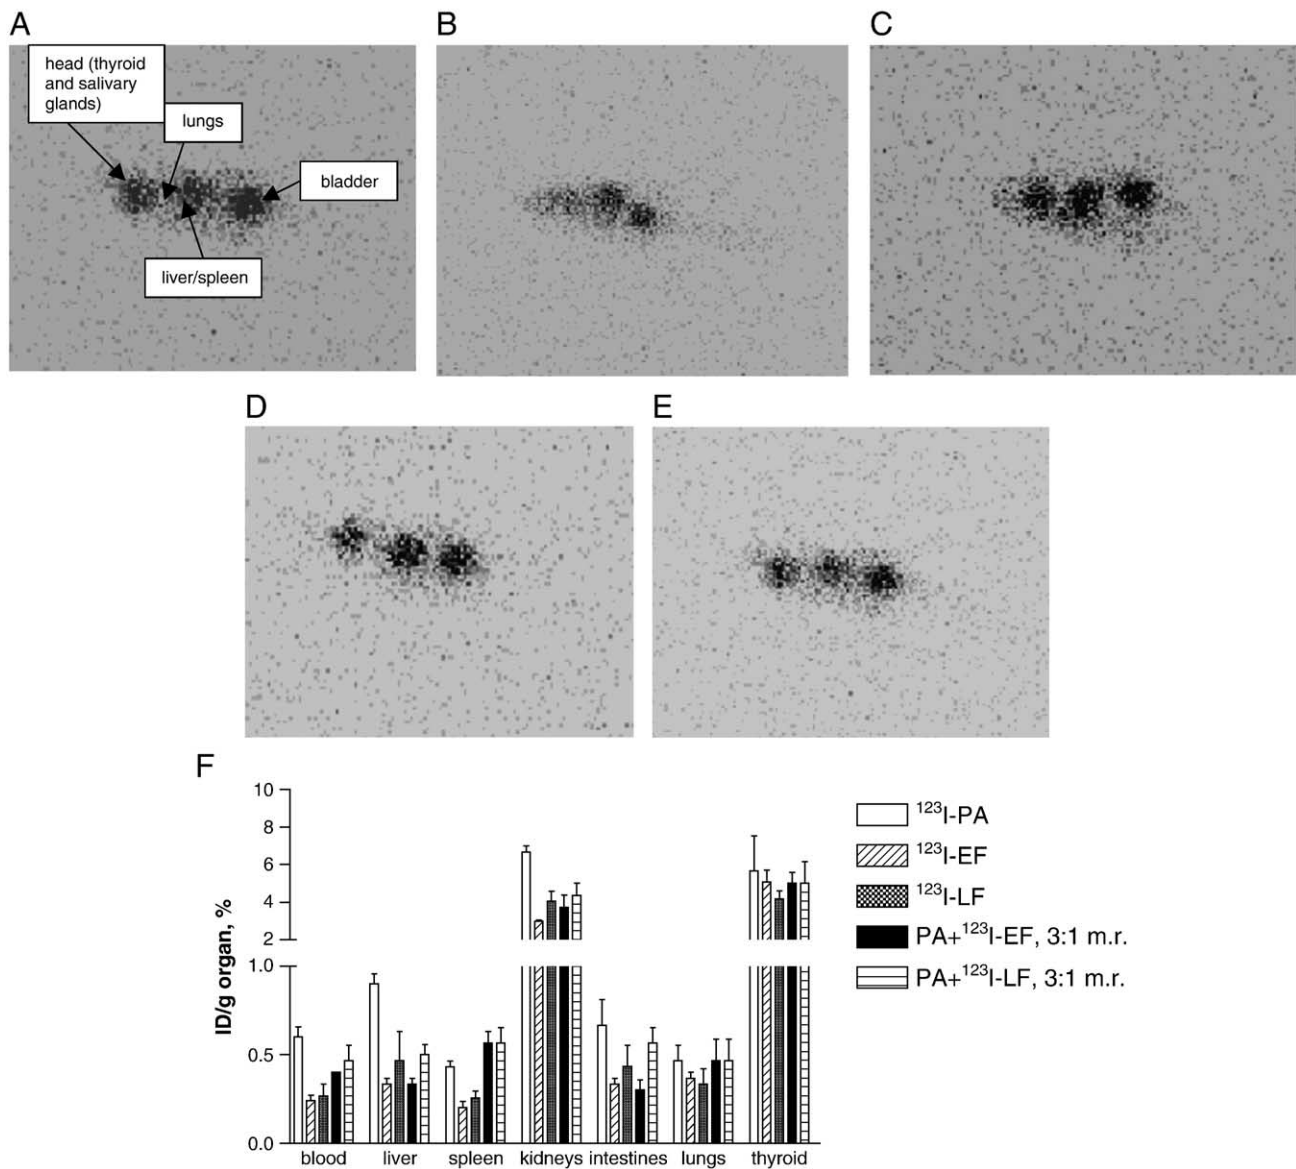 A
B
C
head (thyroid
and salivary
glands)
lungs
bladder
liver/spleen
D
E
F
ID/g organ, %
10
8
6
4
2
1.0
0.5
0.0
blood
liver
spleen
kidneys
intestines
lungs
thyroid
¹²³I-PA
¹²³I-EF
¹²³I-LF
PA+¹²³I-EF, 3:1 m.r.
PA+¹²³I-LF, 3:1 m.r.